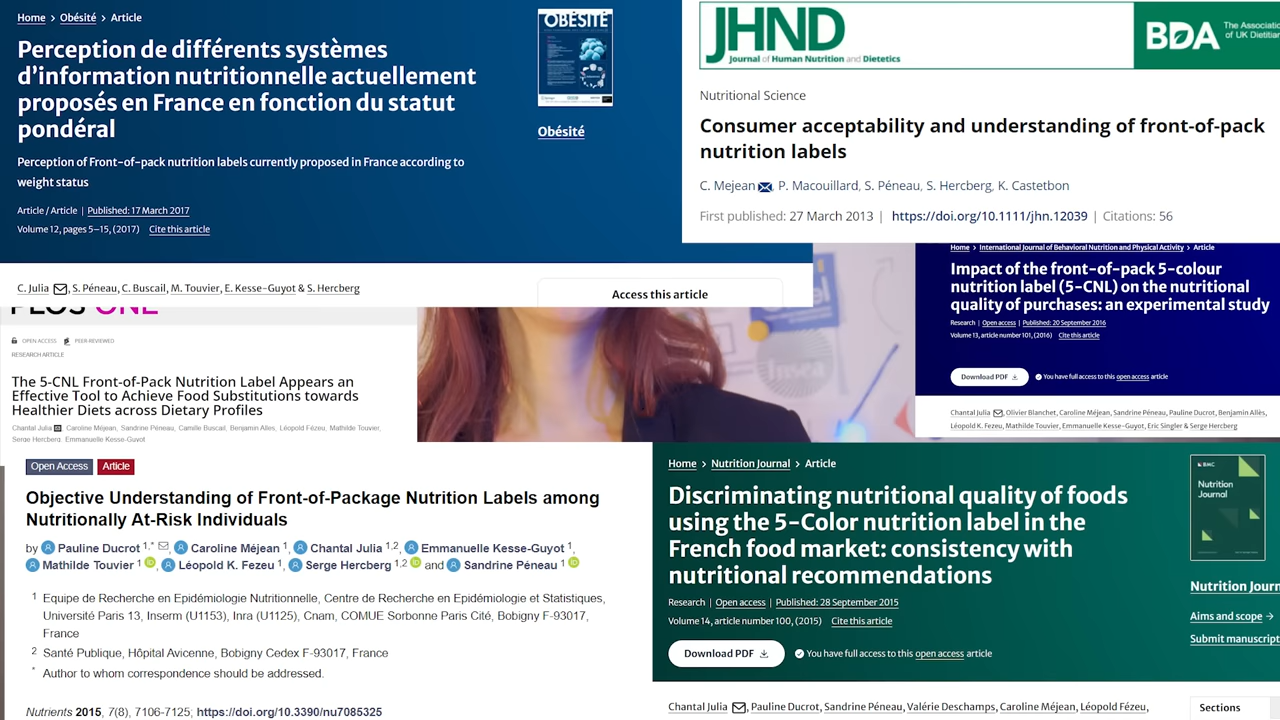 Home > Obésité > Article
Perception de différents systèmes
d'information nutritionnelle actuellement
proposés en France en fonction du statut
pondéral
Perception of Front-of-pack nutrition labels currently proposed in France according to
weight status
Article / Article | Published: 17 March 2017
Volume 12, pages 5–15, (2017) Cite this article
OBÉSITÉ
Obésité
C. Julia, S. Péneau, C. Buscail, M. Touvier, E. Kesse-Guyot & S. Hercberg
Access this article
JHND
Journal of Human Nutrition and Dietetics
BDA
The Associatio
of UK Dietitian
Nutritional Science
Consumer acceptability and understanding of front-of-pack
nutrition labels
C. Mejean, P. Macouillard, S. Péneau, S. Hercberg, K. Castetbon
First published: 27 March 2013 | https://doi.org/10.1111/jhn.12039 | Citations: 56
Home > International Journal of Behavioral Nutrition and Physical Activity > Article
Impact of the front-of-pack 5-colour
nutrition label (5-CNL) on the nutritional
quality of purchases: an experimental study
Research | Open access | Published: 20 September 2016
Volume 13, article number 101, (2016) Cite this article
Download PDF
You have full access to this open access article
Chantal Julia, Olivier Blanchet, Caroline Méjean, Sandrine Péneau, Pauline Ducrot, Benjamin Allès,
Léopold K. Fezeu, Mathilde Touvier, Emmanuelle Kesse-Guyot, Eric Singler & Serge Hercberg
Inserm
PLOS ONE
OPEN ACCESS PEER-REVIEWED
RESEARCH ARTICLE
The 5-CNL Front-of-Pack Nutrition Label Appears an
Effective Tool to Achieve Food Substitutions towards
Healthier Diets across Dietary Profiles
Chantal Julia, Caroline Méjean, Sandrine Péneau, Camille Buscail, Benjamin Alles, Léopold Fézeu, Mathilde Touvier,
Serge Hercberg, Emmanuelle Kesse-Guyot
Open Access Article
Objective Understanding of Front-of-Package Nutrition Labels among
Nutritionally At-Risk Individuals
by Pauline Ducrot 1,*, Caroline Méjean 1, Chantal Julia 1,2, Emmanuelle Kesse-Guyot 1,
Mathilde Touvier 1, Léopold K. Fezeu 1, Serge Hercberg 1,2 and Sandrine Péneau 1
1 Equipe de Recherche en Epidémiologie Nutritionnelle, Centre de Recherche en Epidémiologie et Statistiques,
Université Paris 13, Inserm (U1153), Inra (U1125), Cnam, COMUE Sorbonne Paris Cité, Bobigny F-93017,
France
2 Santé Publique, Hôpital Avicenne, Bobigny Cedex F-93017, France
* Author to whom correspondence should be addressed.
Nutrients 2015, 7(8), 7106-7125, https://doi.org/10.3390/nu7085325
Home > Nutrition Journal > Article
Discriminating nutritional quality of foods
using the 5-Color nutrition label in the
French food market: consistency with
nutritional recommendations
Research | Open access | Published: 28 September 2015
Volume 14, article number 100, (2015) Cite this article
Download PDF
You have full access to this open access article
BMC
Nutrition
Journal
Nutrition Journ
Aims and scope →
Submit manuscript
Chantal Julia, Pauline Ducrot, Sandrine Péneau, Valérie Deschamps, Caroline Méjean, Léopold Fézeu,
Sections